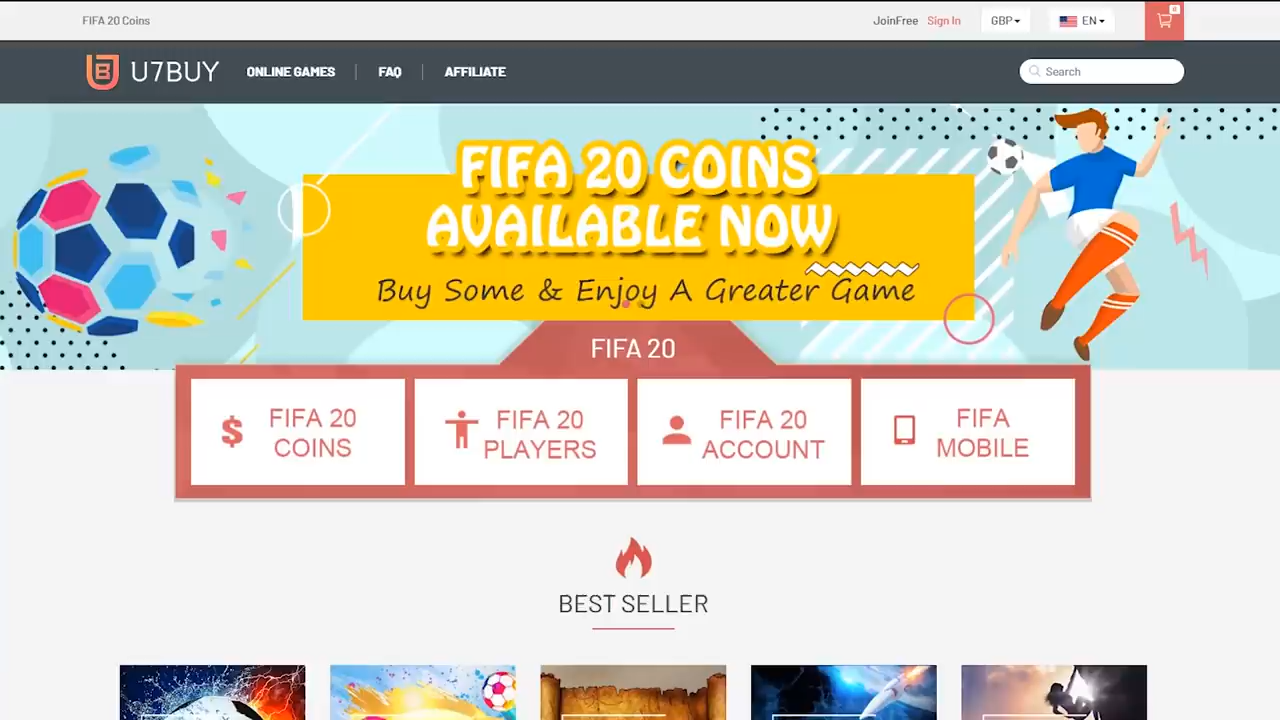 FIFA 20 Coins
JoinFree Sign In GBP EN 0
U7BUY ONLINE GAMES FAQ AFFILIATE Search
FIFA 20 COINS
AVAILABLE NOW
Buy Some & Enjoy A Greater Game
FIFA 20
FIFA 20
COINS
FIFA 20
PLAYERS
FIFA 20
ACCOUNT
FIFA
MOBILE
BEST SELLER